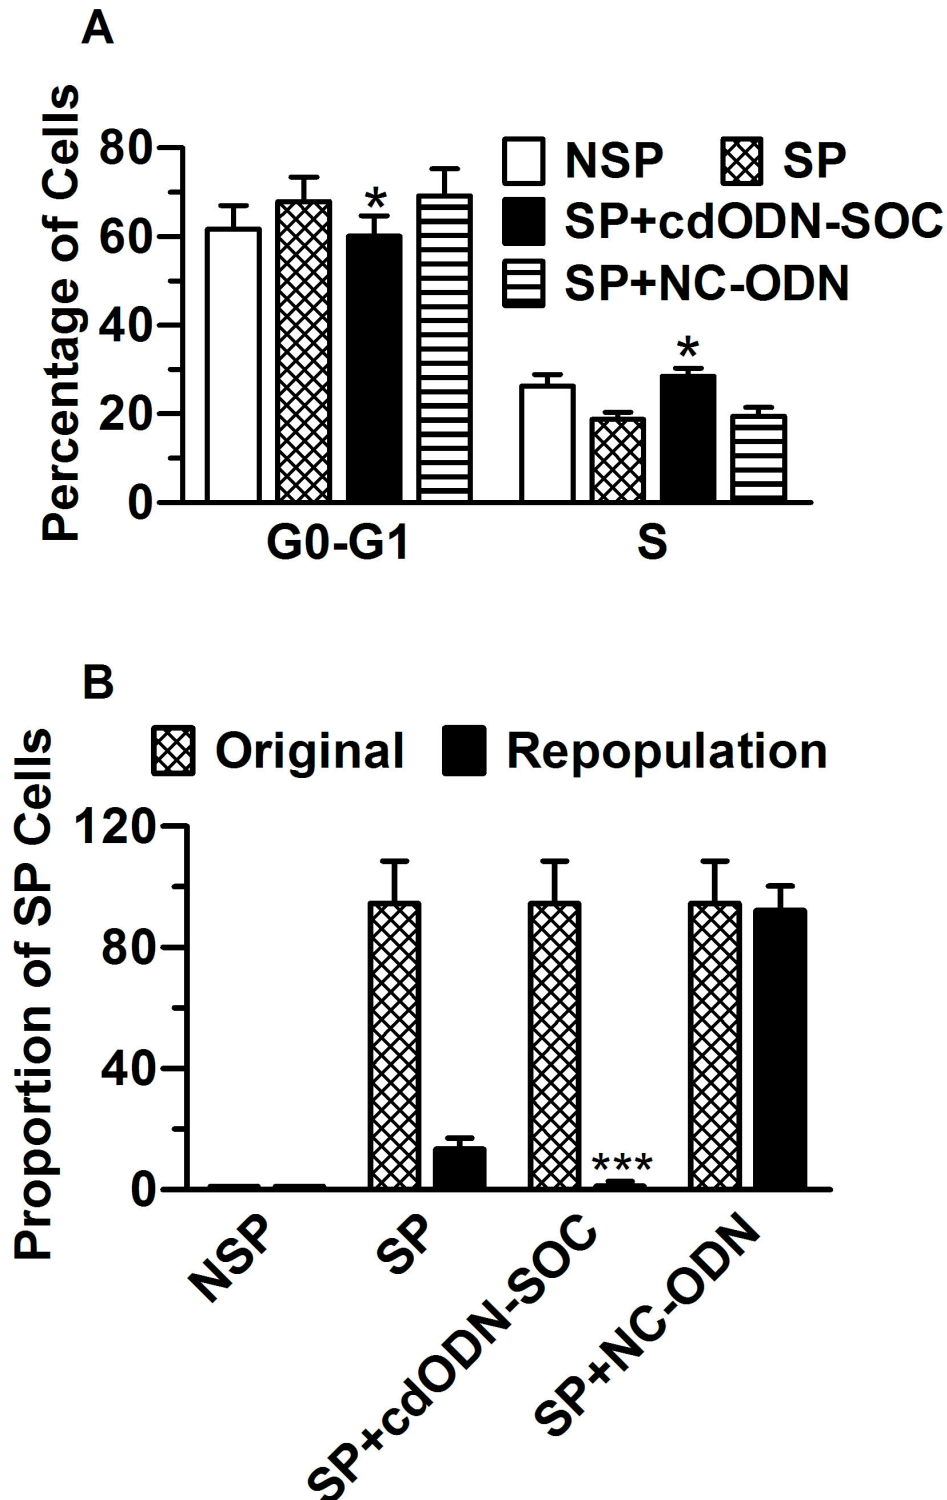 A
Percentage of Cells
80
60
40
20
0
NSP SP
SP+cdODN-SOC
SP+NC-ODN
*
*
G0-G1 S
B
Original Repopulation
Proportion of SP Cells
120
80
40
0
***
NSP
SP
SP+cdODN-SOC
SP+NC-ODN